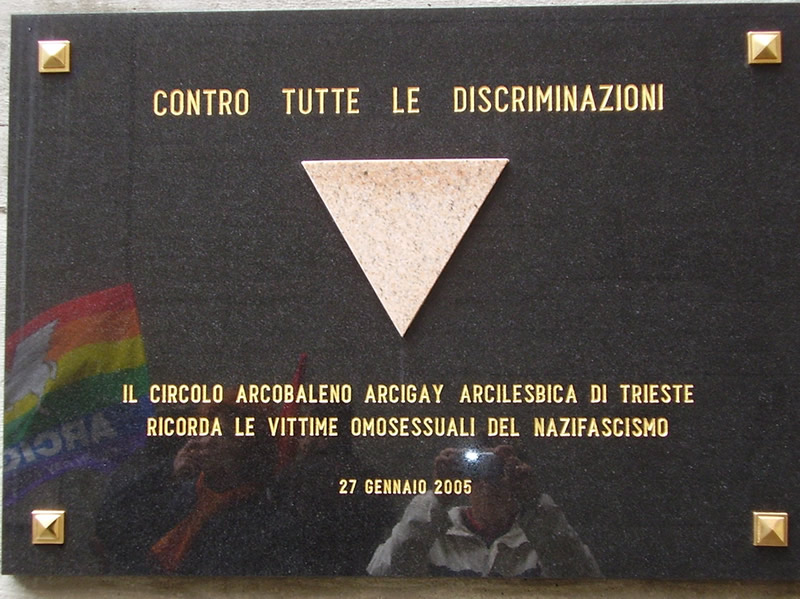 CONTRO TUTTE LE DISCRIMINAZIONI
IL CIRCOLO ARCOBALENO ARCIGAY ARCILESBICA DI TRIESTE
RICORDA LE VITTIME OMOSESSUALI DEL NAZIFASCISMO
27 GENNAIO 2005